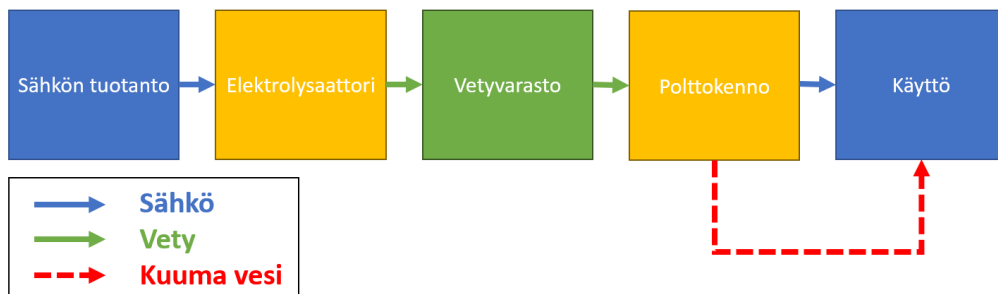 Sähkön tuotanto
Elektrolysaattori
Vetyvarasto
Polttokenno
Käyttö
Sähkö
Vety
Kuuma vesi